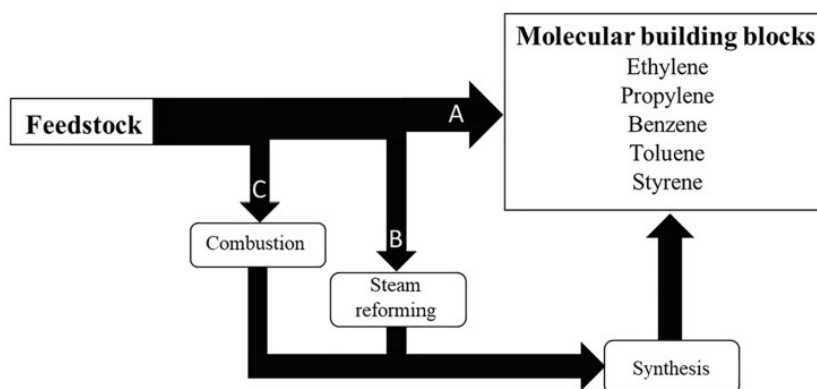 Molecular building blocks
Ethylene
Propylene
Benzene
Toluene
Styrene
Feedstock
A
C
B
Combustion
Steam
reforming
Synthesis